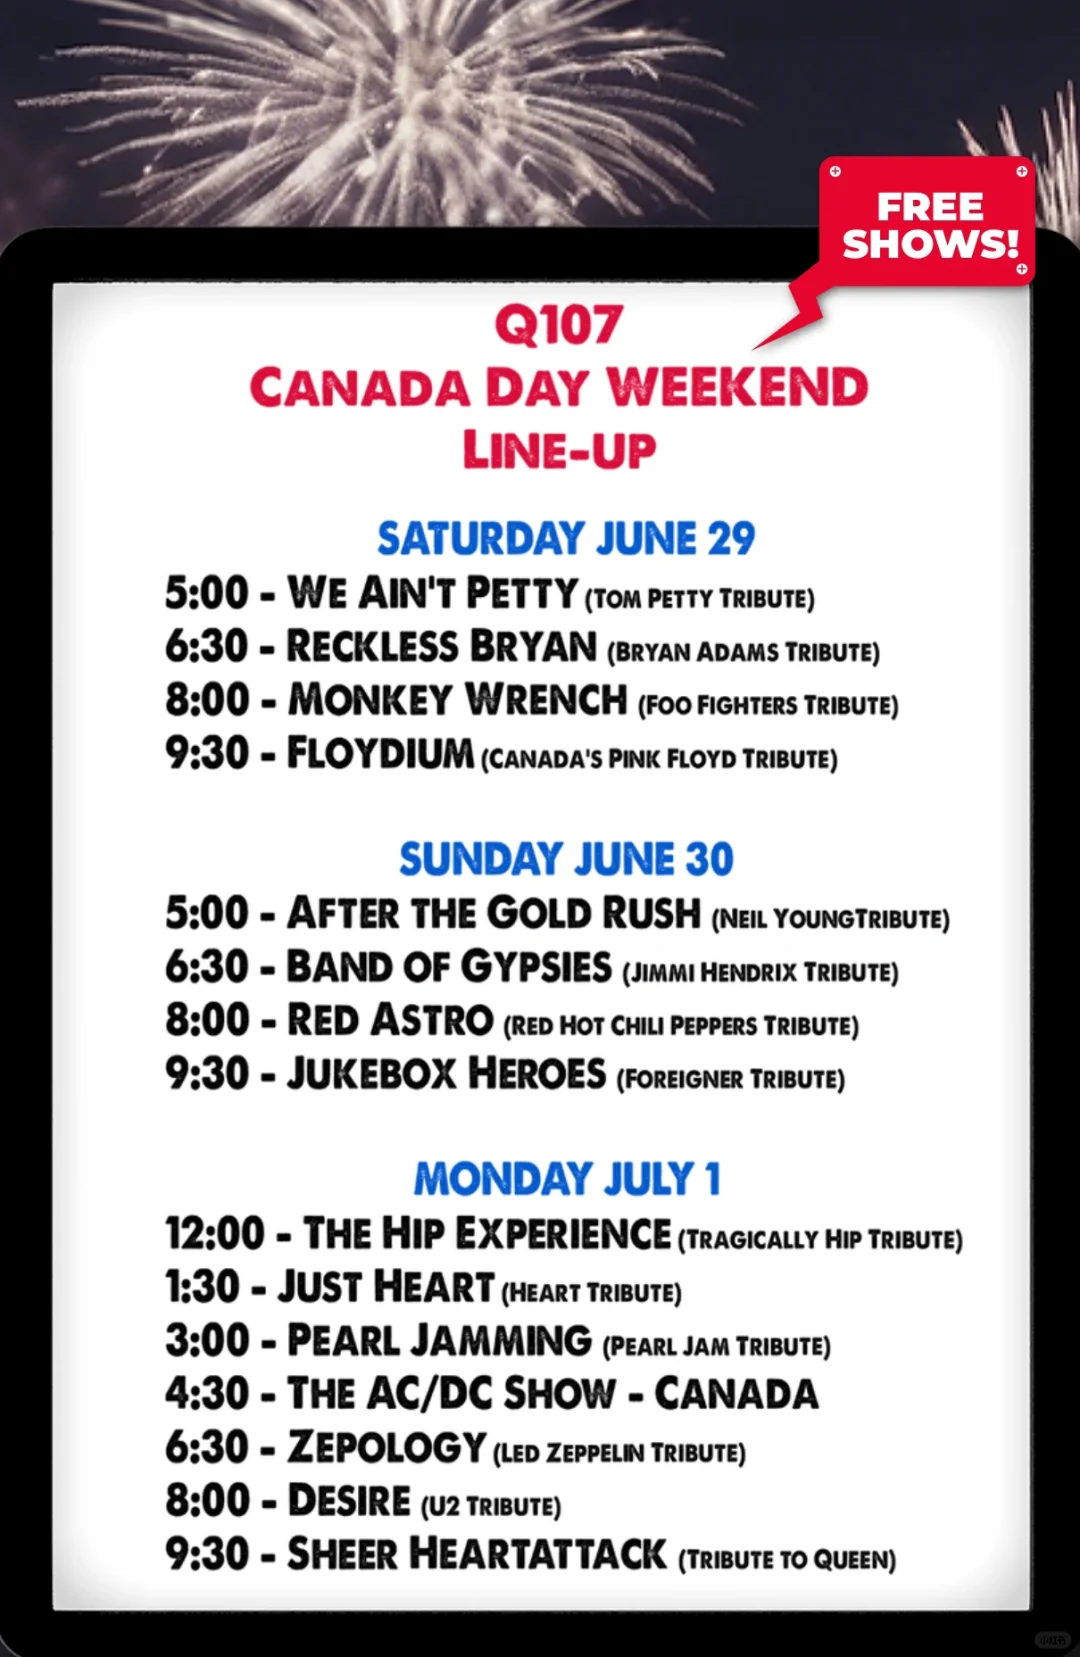 FREE
SHOWS!
Q107
CANADA DAY WEEKEND
LINE-UP
SATURDAY JUNE 29
5:00 - WE AIN'T PETTY (TOM PETTY TRIBUTE)
6:30 - RECKLESS BRYAN (BRYAN ADAMS TRIBUTE)
8:00 - MONKEY WRENCH (FOO FIGHTERS TRIBUTE)
9:30 - FLOYDIUM (CANADA'S PINK FLOYD TRIBUTE)
SUNDAY JUNE 30
5:00 - AFTER THE GOLD RUSH (NEIL YOUNGTRIBUTE)
6:30 - BAND OF GYPSIES (JIMMI HENDRIX TRIBUTE)
8:00 - RED ASTRO (RED HOT CHILI PEPPERS TRIBUTE)
9:30 - JUKEBOX HEROES (FOREIGNER TRIBUTE)
MONDAY JULY 1
12:00 - THE HIP EXPERIENCE (TRAGICALLY HIP TRIBUTE)
1:30 - JUST HEART (HEART TRIBUTE)
3:00 - PEARL JAMMING (PEARL JAM TRIBUTE)
4:30 - THE AC/DC SHOW - CANADA
6:30 - ZEPOLOGY (LED ZEPPELIN TRIBUTE)
8:00 - DESIRE (U2 TRIBUTE)
9:30 - SHEER HEARTATTACK (TRIBUTE TO QUEEN)
小红书